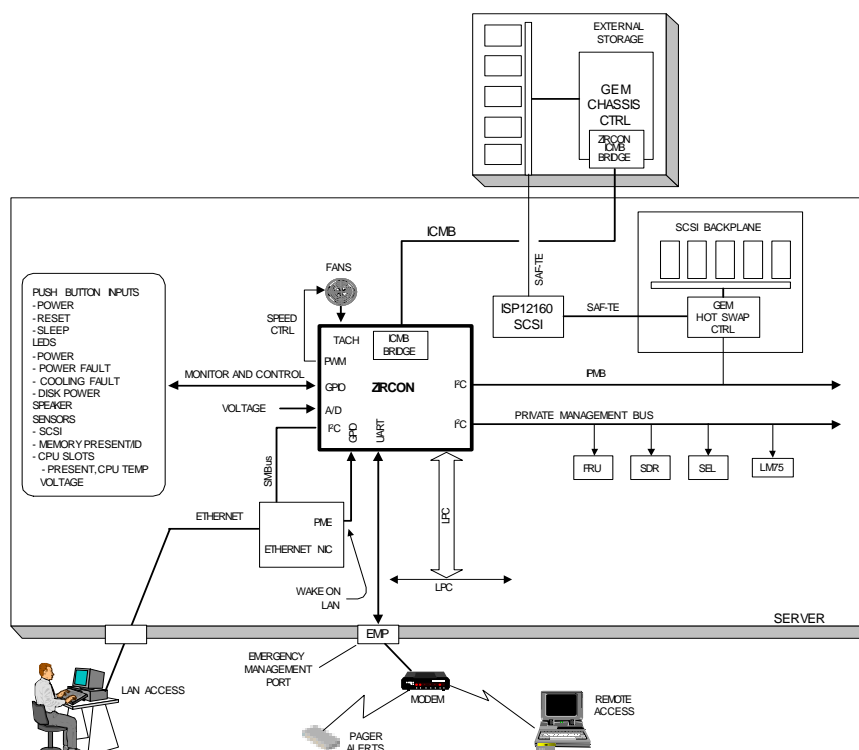 EXTERNAL
STORAGE
GEM
CHASSIS
CTRL
ZIRCON
ICMB
BRIDGE
ICMB
SAF-TE
SCSI BACKPLANE
GEM
HOT SWAP
CTRL
ISP12160
SCSI
SAF-TE
FANS
SPEED
CTRL
PUSH BUTTON INPUTS
- POWER
- RESET
- SLEEP
LEDS
- POWER
- POWER FAULT
- COOLING FAULT
- DISK POWER
SPEAKER
SENSORS
- SCSI
- MEMORY PRESENT/ID
- CPU SLOTS
- PRESENT, CPU TEMP
VOLTAGE
MONITOR AND CONTROL
VOLTAGE
TACH
ICMB
BRIDGE
PWM
GPIO
ZIRCON
A/D
I²C
GPIO
UART
I²C
I²C
IPMB
PRIVATE MANAGEMENT BUS
FRU
SDR
SEL
LM75
SMBus
ETHERNET
PME
ETHERNET NIC
WAKE ON
LAN
LPC
LPC
SERVER
EMP
EMERGENCY
MANAGEMENT
PORT
LAN ACCESS
MODEM
PAGER
ALERTS
REMOTE
ACCESS